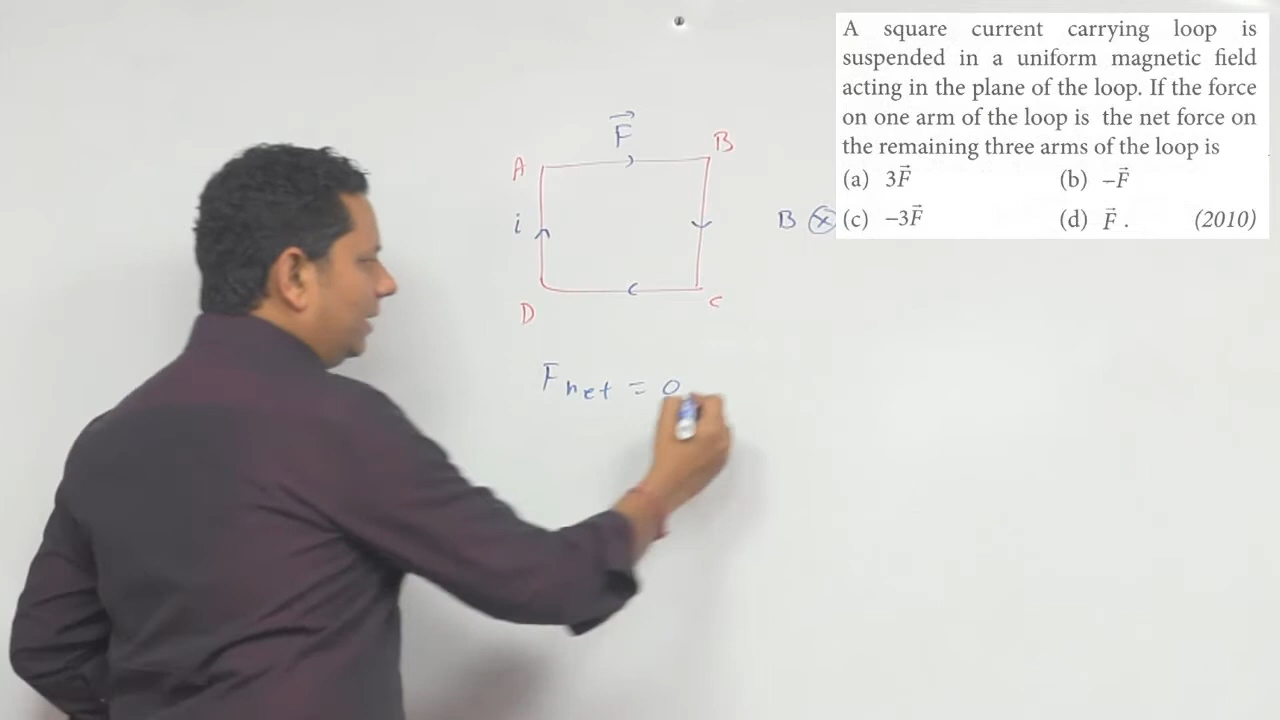 A square current carrying loop is
suspended in a uniform magnetic field
acting in the plane of the loop. If the force
on one arm of the loop is the net force on
the remaining three arms of the loop is
(a) 3F⃗ (b) –F⃗
(c) –3F⃗ (d) F⃗ . (2010)
F⃗
A B
i B ⊗
D C
F net = 0